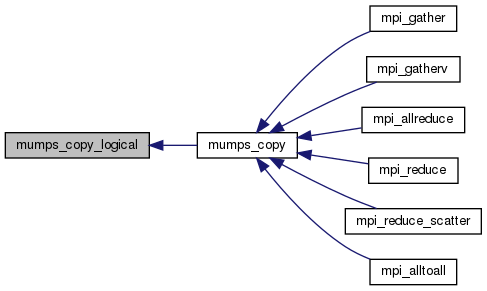 mpi_gather
mpi_gatherv
mpi_allreduce
mumps_copy_logical
mumps_copy
mpi_reduce
mpi_reduce_scatter
mpi_alltoall